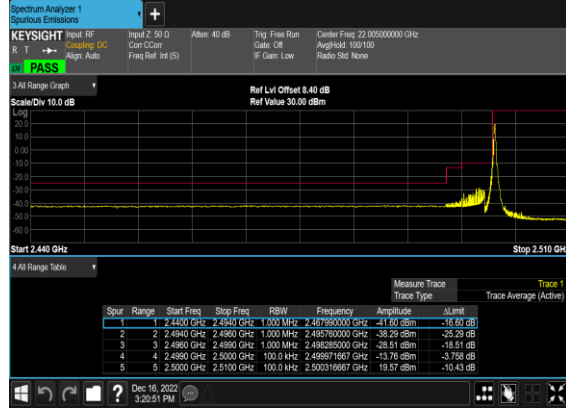 Spectrum Analyzer 1
Spurious Emissions
KEYSIGHT Input: RF Input Z: 50 Ω Atten: 40 dB Trig: Free Run Center Freq: 22.005000000 GHz
R T Coupling: DC Corr CCorr Gate: Off Avg|Hold: 100/100
Align: Auto Freq Ref: Int (S) IF Gain: Low Radio Std: None
PASS
3 All Range Graph
Ref Lvl Offset 8.40 dB
Scale/Div 10.0 dB Ref Value 30.00 dBm
Log
20.0
10.0
0.00
-10.0
-20.0
-30.0
-40.0
-50.0
-60.0
Start 2.440 GHz Stop 2.510 GHz
4 All Range Table
Measure Trace Trace 1
Trace Type Trace Average (Active)
Spur Range Start Freq Stop Freq RBW Frequency Amplitude ΔLimit
1 1 2.4400 GHz 2.4940 GHz 1.000 MHz 2.467990000 GHz -41.60 dBm -16.60 dB
2 2 2.4940 GHz 2.4960 GHz 1.000 MHz 2.495760000 GHz -38.29 dBm -25.29 dB
3 3 2.4960 GHz 2.4990 GHz 1.000 MHz 2.498285000 GHz -28.51 dBm -18.51 dB
4 4 2.4990 GHz 2.5000 GHz 100.0 kHz 2.499971667 GHz -13.76 dBm -3.758 dB
5 5 2.5000 GHz 2.5100 GHz 100.0 kHz 2.500316667 GHz 19.57 dBm -10.43 dB
? Dec 16, 2022
3:20:51 PM